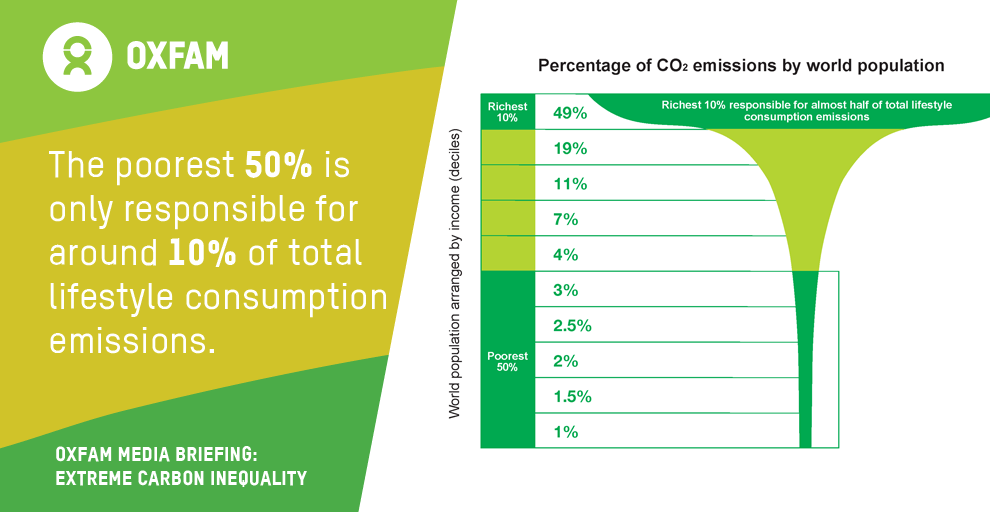 OXFAM
The poorest 50% is
only responsible for
around 10% of total
lifestyle consumption
emissions.
OXFAM MEDIA BRIEFING:
EXTREME CARBON INEQUALITY
Percentage of CO₂ emissions by world population
World population arranged by income (deciles)
Richest
10%
49%
Richest 10% responsible for almost half of total lifestyle
consumption emissions
19%
11%
7%
4%
3%
2.5%
Poorest
50%
2%
1.5%
1%